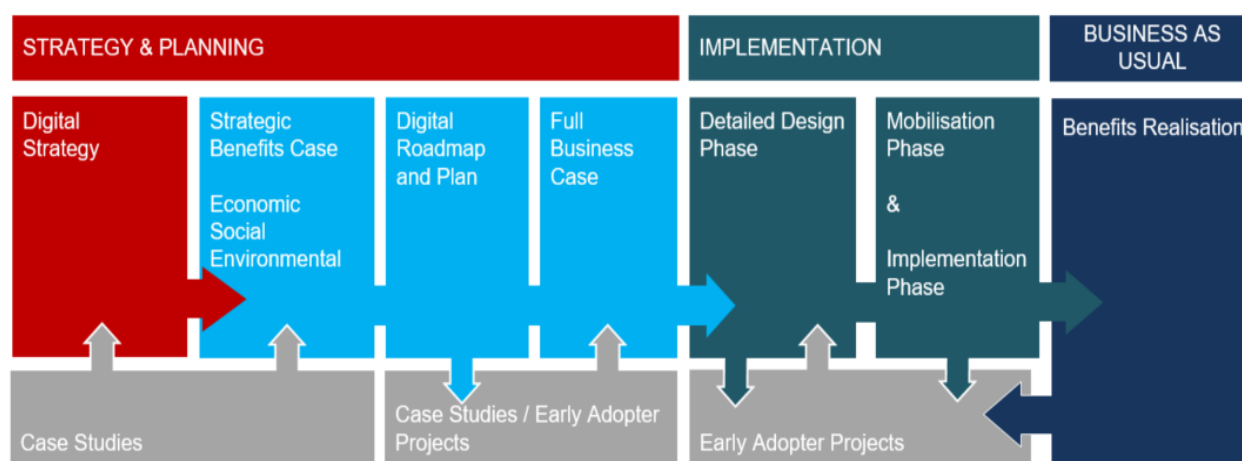 STRATEGY & PLANNING
IMPLEMENTATION
BUSINESS AS
USUAL
Digital
Strategy
Strategic
Benefits Case
Economic
Social
Environmental
Digital
Roadmap
and Plan
Full
Business
Case
Detailed Design
Phase
Mobilisation
Phase
&
Implementation
Phase
Benefits Realisation
Case Studies
Case Studies / Early Adopter
Projects
Early Adopter Projects